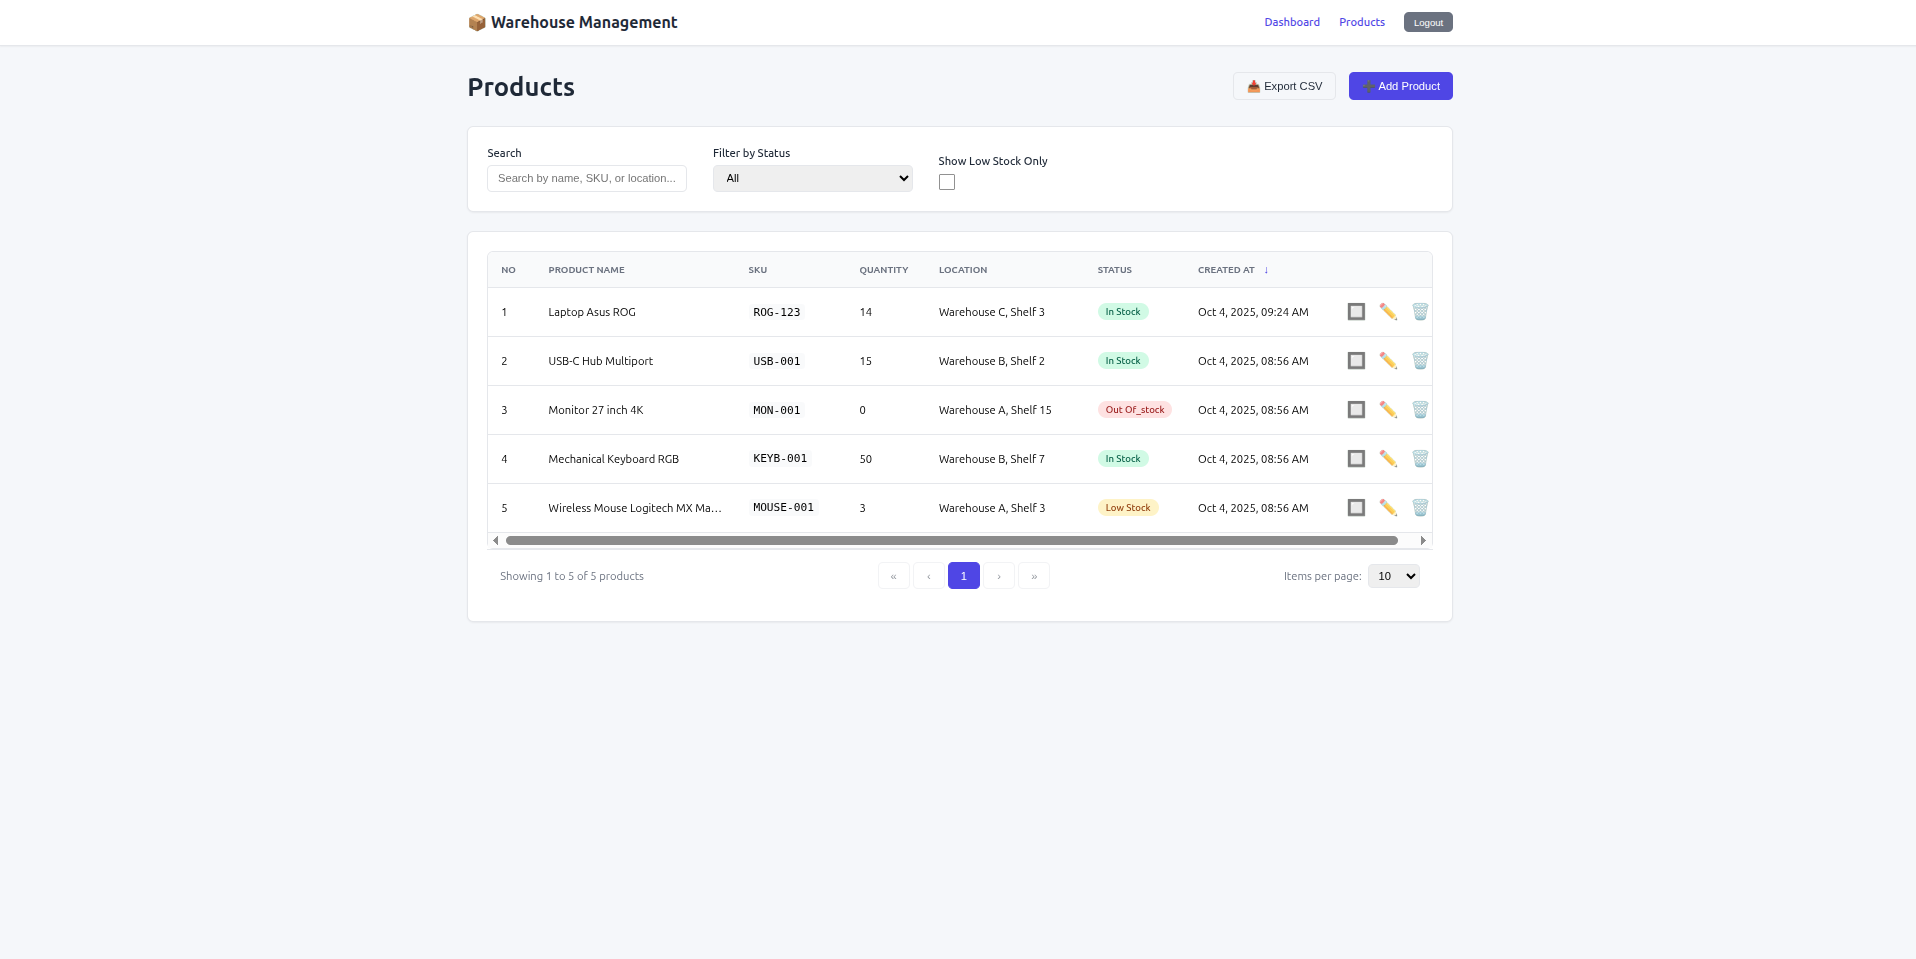 📦 Warehouse Management Dashboard Products Logout
Products 📥 Export CSV ➕ Add Product
Search Filter by Status Show Low Stock Only
Search by name, SKU, or location... All
NO PRODUCT NAME SKU QUANTITY LOCATION STATUS CREATED AT ↓
1 Laptop Asus ROG ROG-123 14 Warehouse C, Shelf 3 In Stock Oct 4, 2025, 09:24 AM
2 USB-C Hub Multiport USB-001 15 Warehouse B, Shelf 2 In Stock Oct 4, 2025, 08:56 AM
3 Monitor 27 inch 4K MON-001 0 Warehouse A, Shelf 15 Out Of_stock Oct 4, 2025, 08:56 AM
4 Mechanical Keyboard RGB KEYB-001 50 Warehouse B, Shelf 7 In Stock Oct 4, 2025, 08:56 AM
5 Wireless Mouse Logitech MX Ma... MOUSE-001 3 Warehouse A, Shelf 3 Low Stock Oct 4, 2025, 08:56 AM
Showing 1 to 5 of 5 products « ‹ 1 › » Items per page: 10